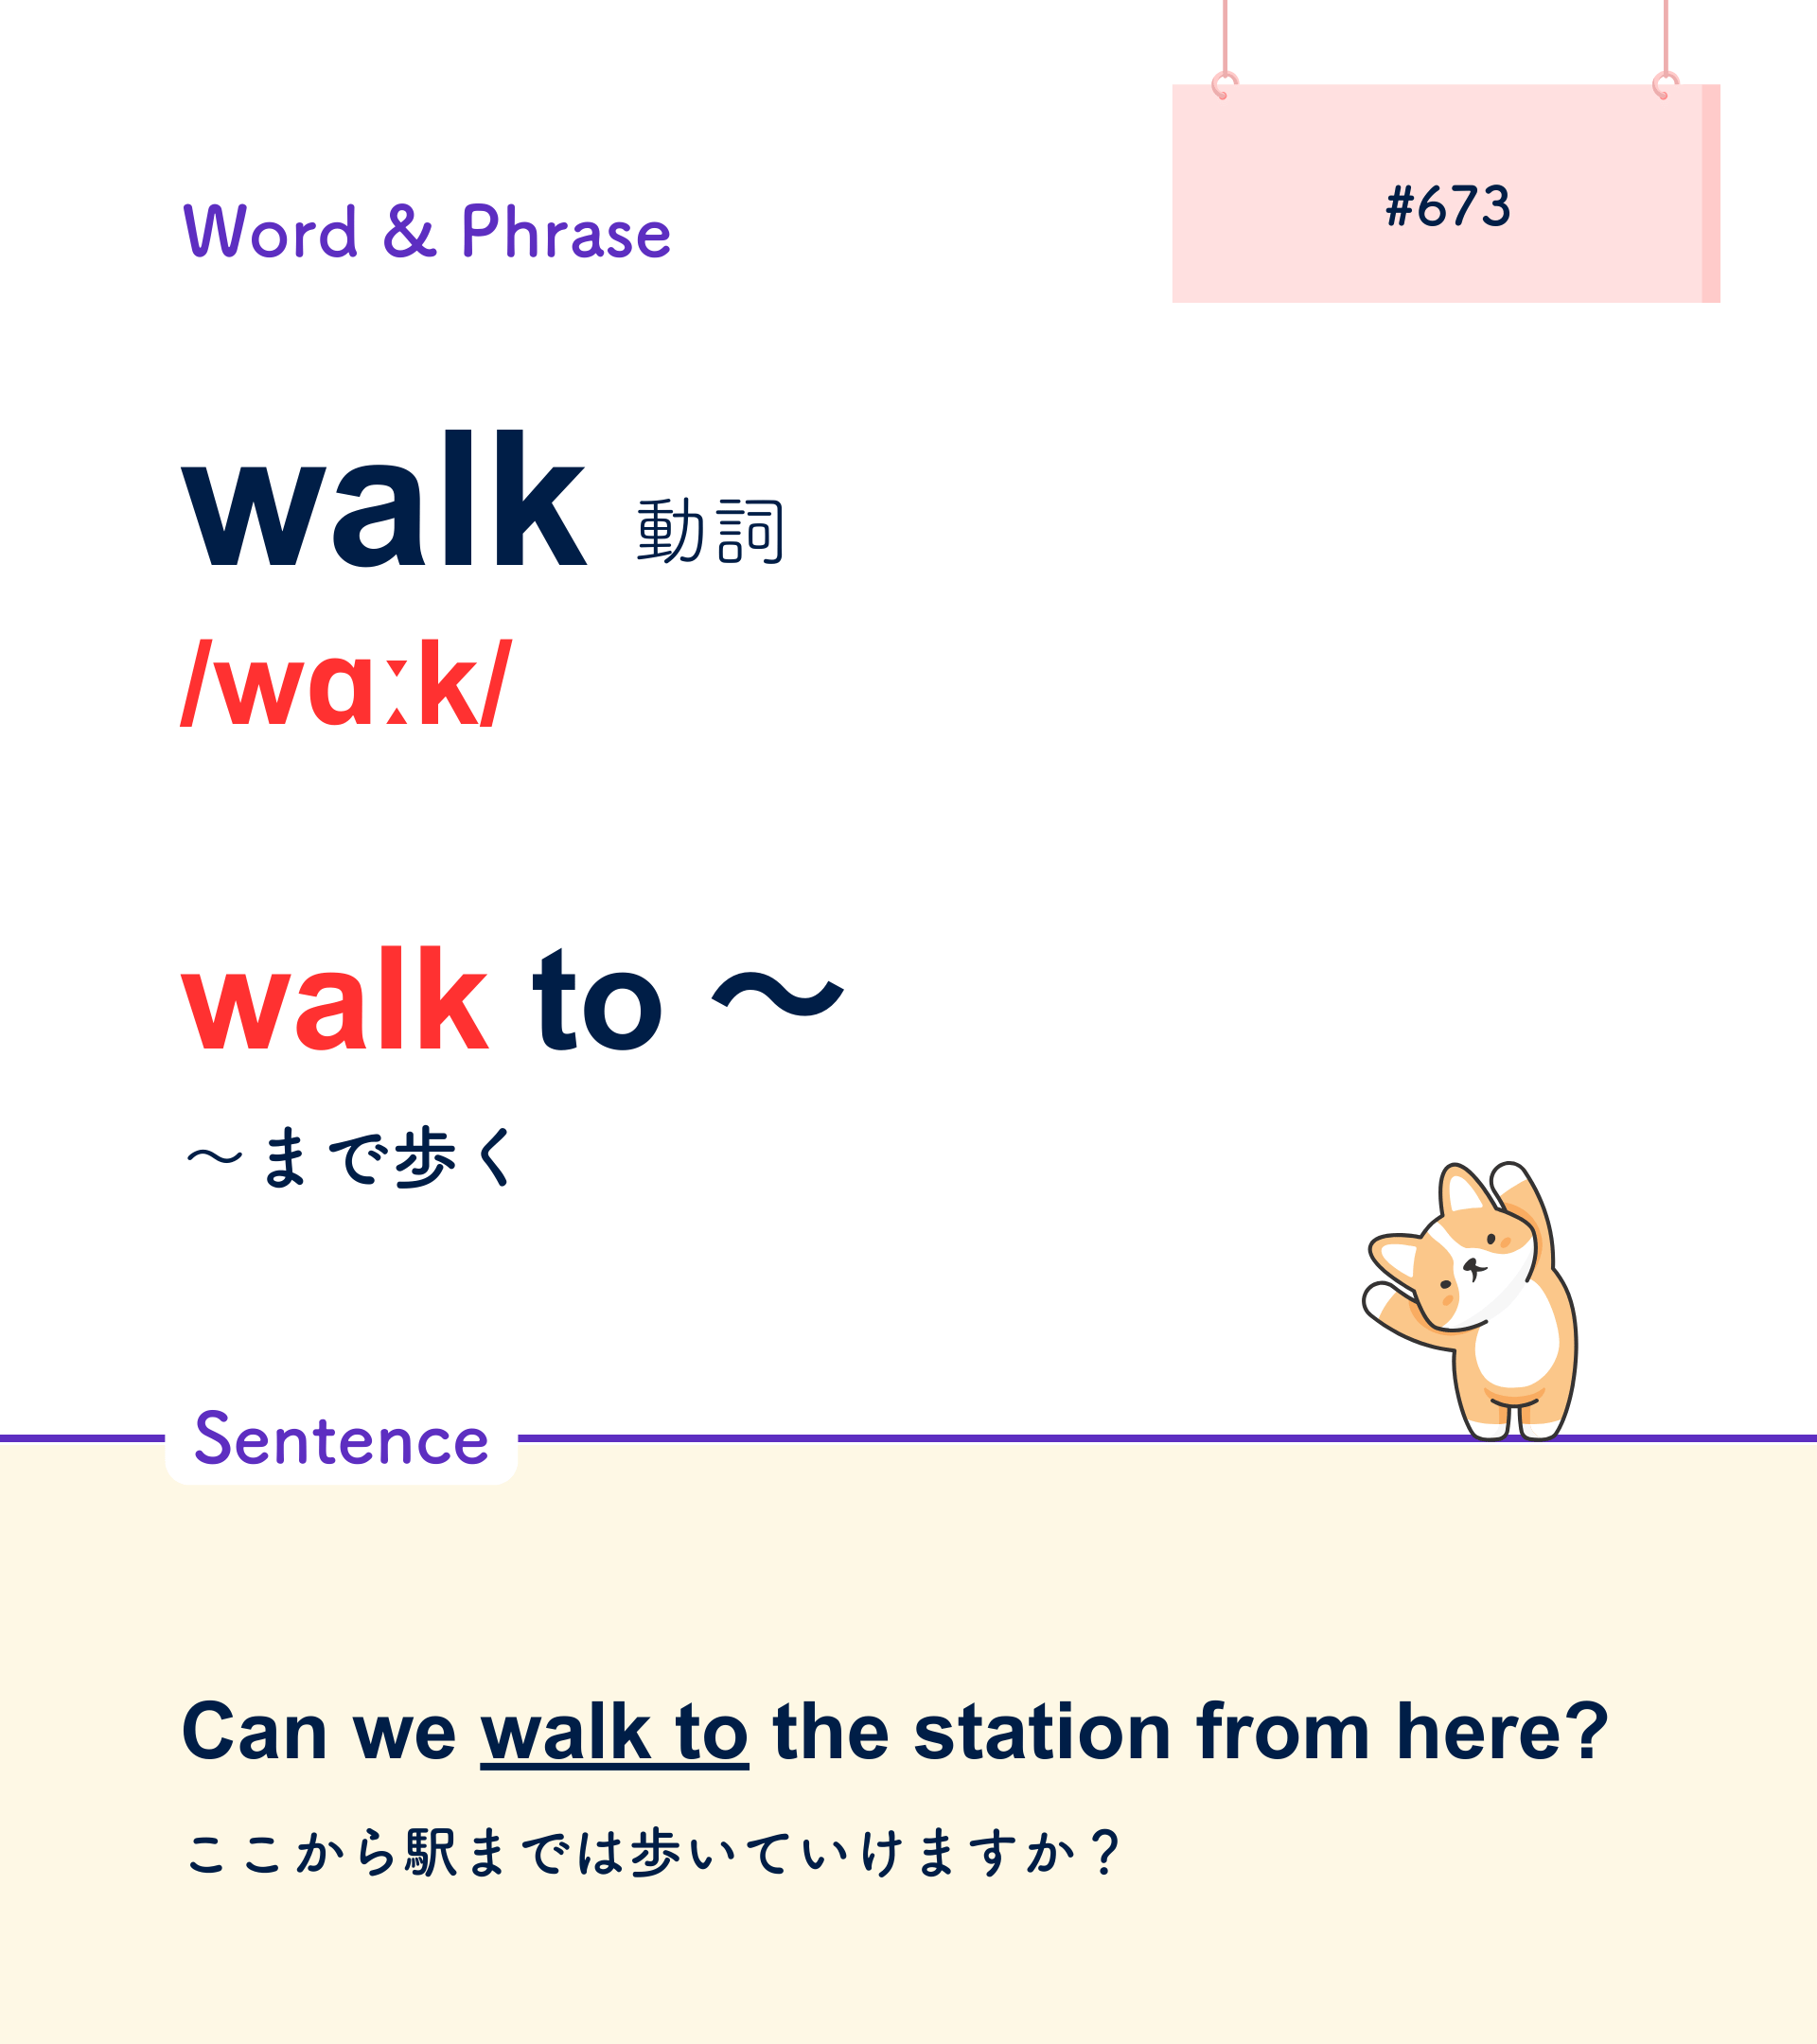 #673
Word & Phrase
walk 動詞
/wɑːk/
walk to 〜
〜まで歩く
Sentence
Can we walk to the station from here?
ここから駅までは歩いていけますか？